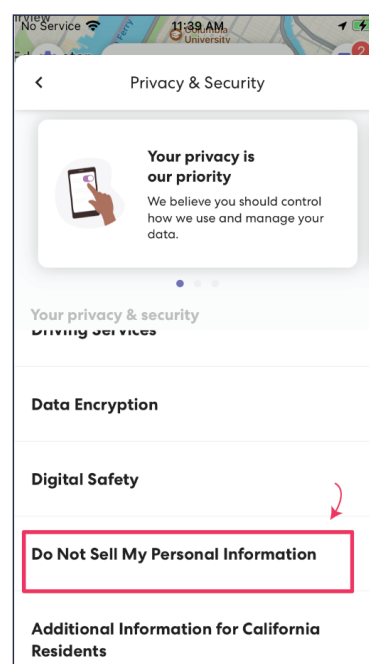 No Service 11:39 AM
Columbia
University
2
Privacy & Security
Your privacy is
our priority
We believe you should control
how we use and manage your
data.
Your privacy & security
Driving Services
Data Encryption
Digital Safety
Do Not Sell My Personal Information
Additional Information for California
Residents